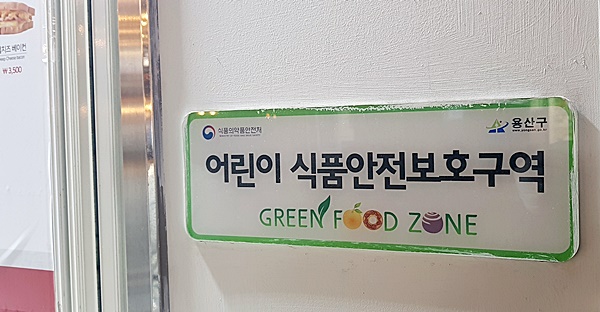 치즈 베이컨
₩3,500
식품의약품안전처
용산구
어린이 식품안전보호구역
GREEN FOOD ZONE